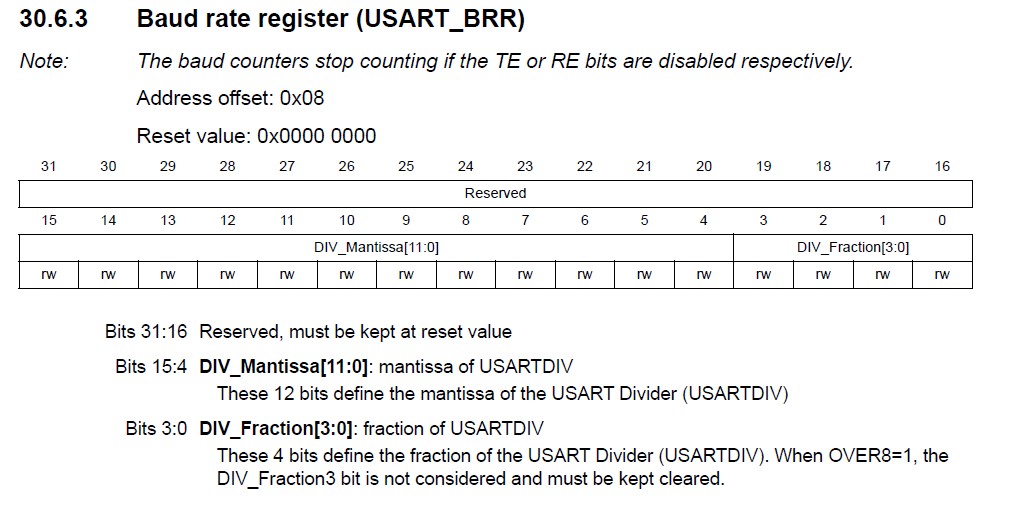 30.6.3 Baud rate register (USART_BRR)
Note: The baud counters stop counting if the TE or RE bits are disabled respectively.
Address offset: 0x08
Reset value: 0x0000 0000
31 30 29 28 27 26 25 24 23 22 21 20 19 18 17 16
Reserved
15 14 13 12 11 10 9 8 7 6 5 4 3 2 1 0
DIV_Mantissa[11:0] DIV_Fraction[3:0]
rw rw rw rw rw rw rw rw rw rw rw rw rw rw rw rw
Bits 31:16 Reserved, must be kept at reset value
Bits 15:4 DIV_Mantissa[11:0]: mantissa of USARTDIV
These 12 bits define the mantissa of the USART Divider (USARTDIV)
Bits 3:0 DIV_Fraction[3:0]: fraction of USARTDIV
These 4 bits define the fraction of the USART Divider (USARTDIV). When OVER8=1, the
DIV_Fraction3 bit is not considered and must be kept cleared.